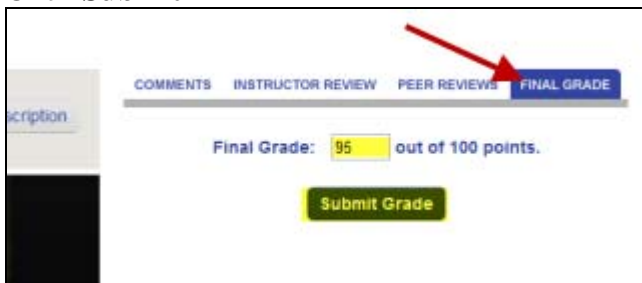 COMMENTS INSTRUCTOR REVIEW PEER REVIEWS FINAL GRADE
scription
Final Grade: 95 out of 100 points.
Submit Grade